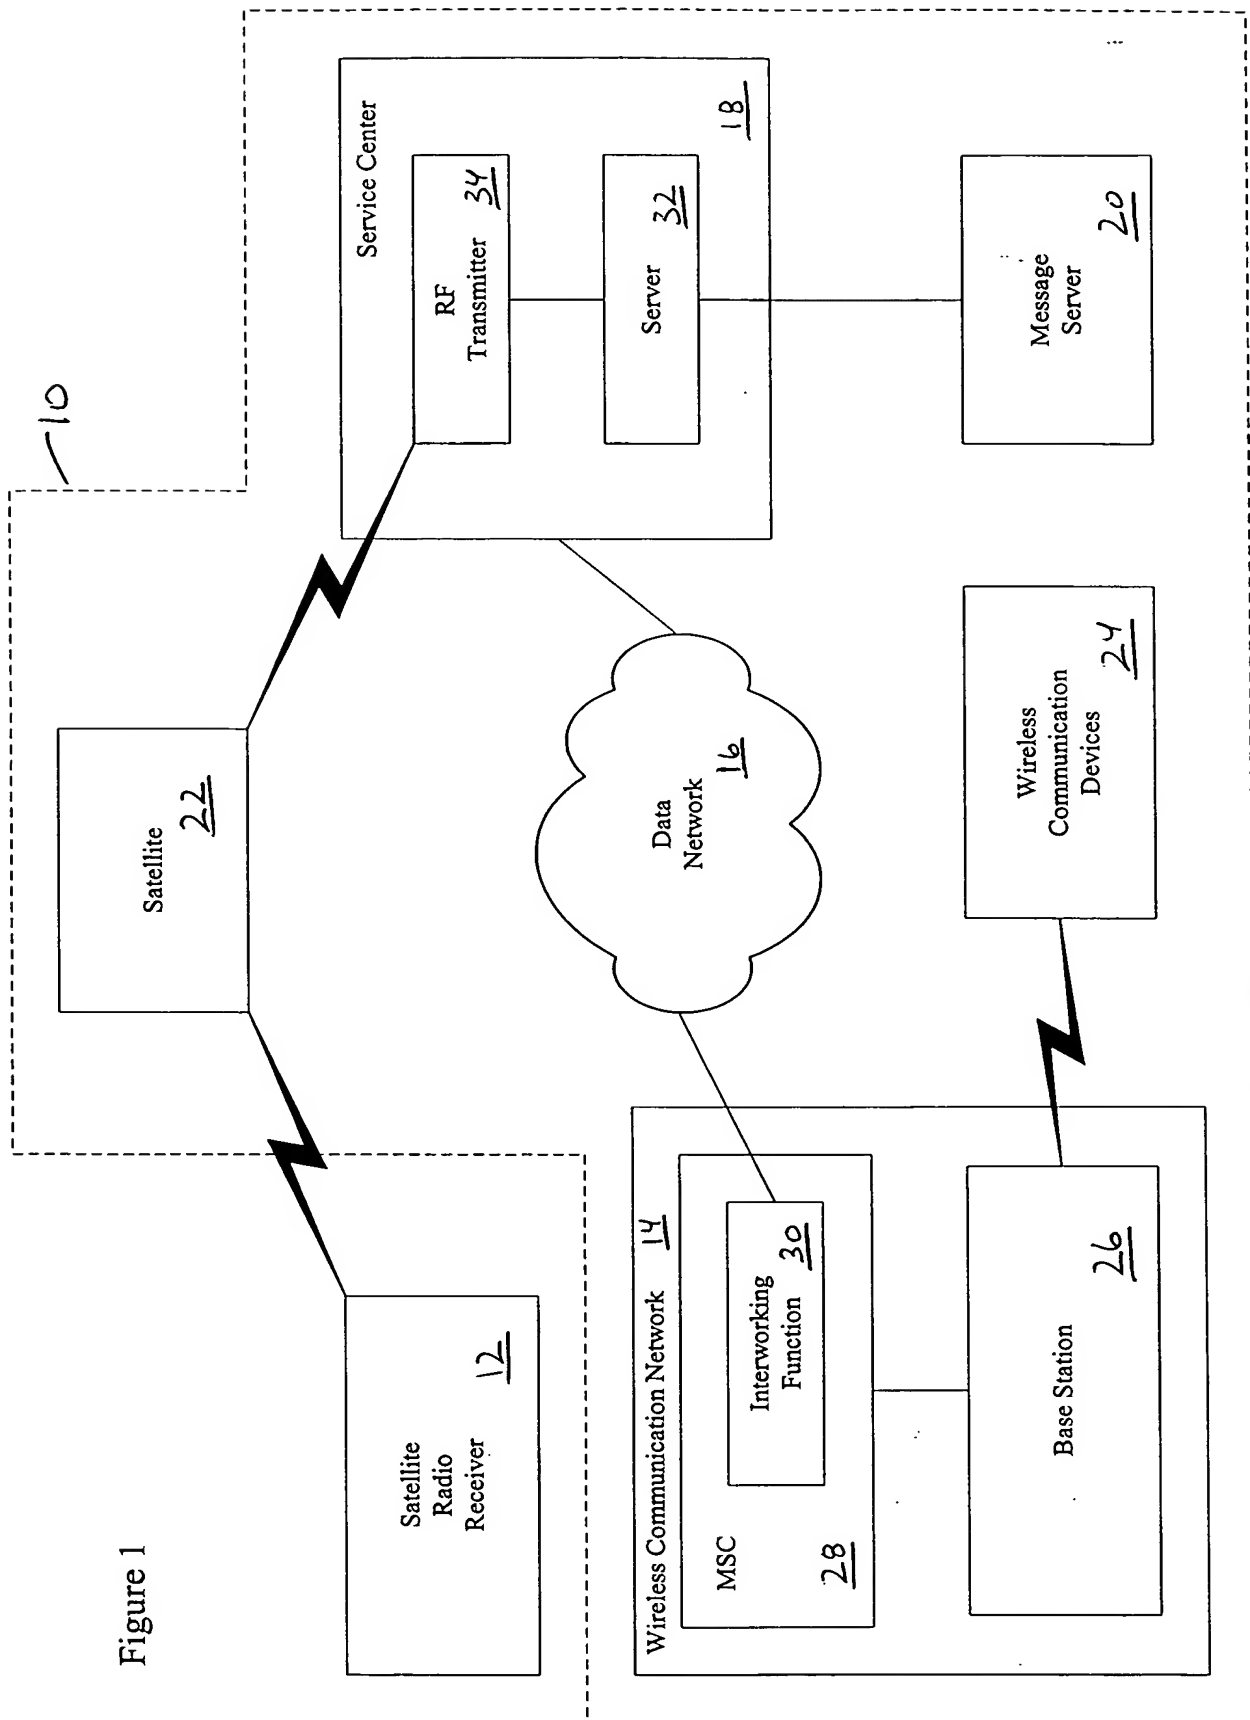 Figure 1
10
Satellite
22
Satellite
Radio
Receiver
12
Service Center
RF
Transmitter
34
Server
32
18
Data
Network
16
Wireless Communication Network
14
MSC
28
Interworking
Function
30
Base Station
26
Wireless
Communication
Devices
24
Message
Server
20